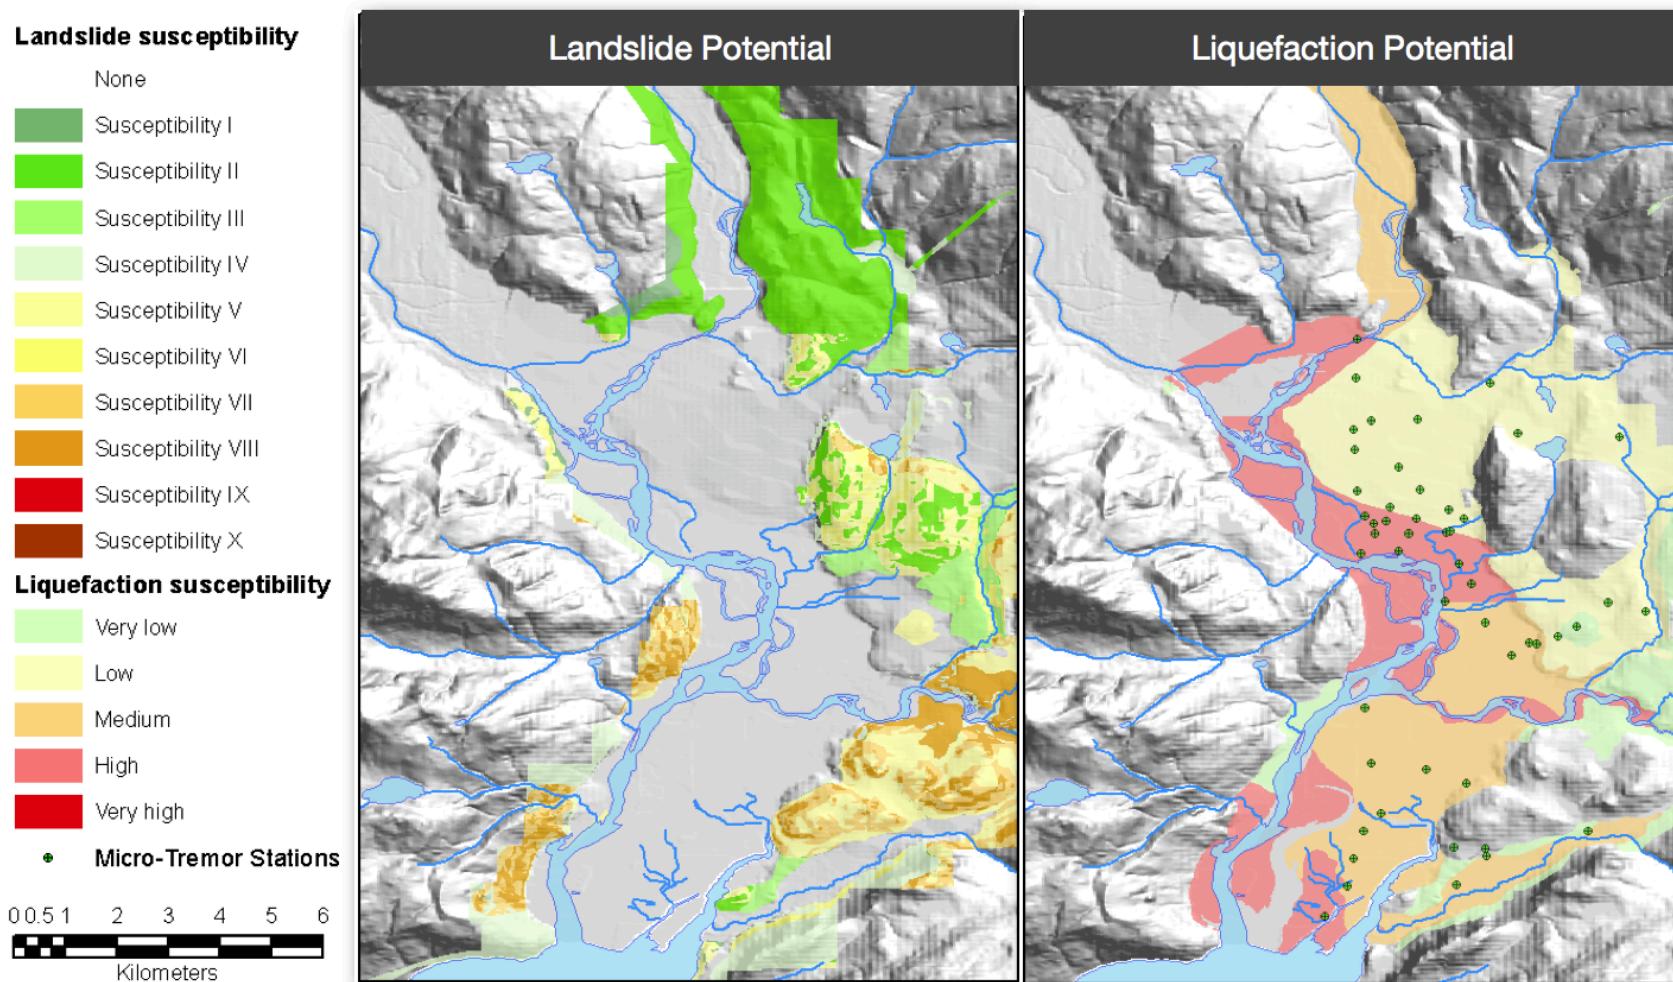 Landslide susceptibility
None
Susceptibility I
Susceptibility II
Susceptibility III
Susceptibility IV
Susceptibility V
Susceptibility VI
Susceptibility VII
Susceptibility VIII
Susceptibility IX
Susceptibility X
Liquefaction susceptibility
Very low
Low
Medium
High
Very high
Micro-Tremor Stations
0 0.5 1 2 3 4 5 6
Kilometers
Landslide Potential
Liquefaction Potential